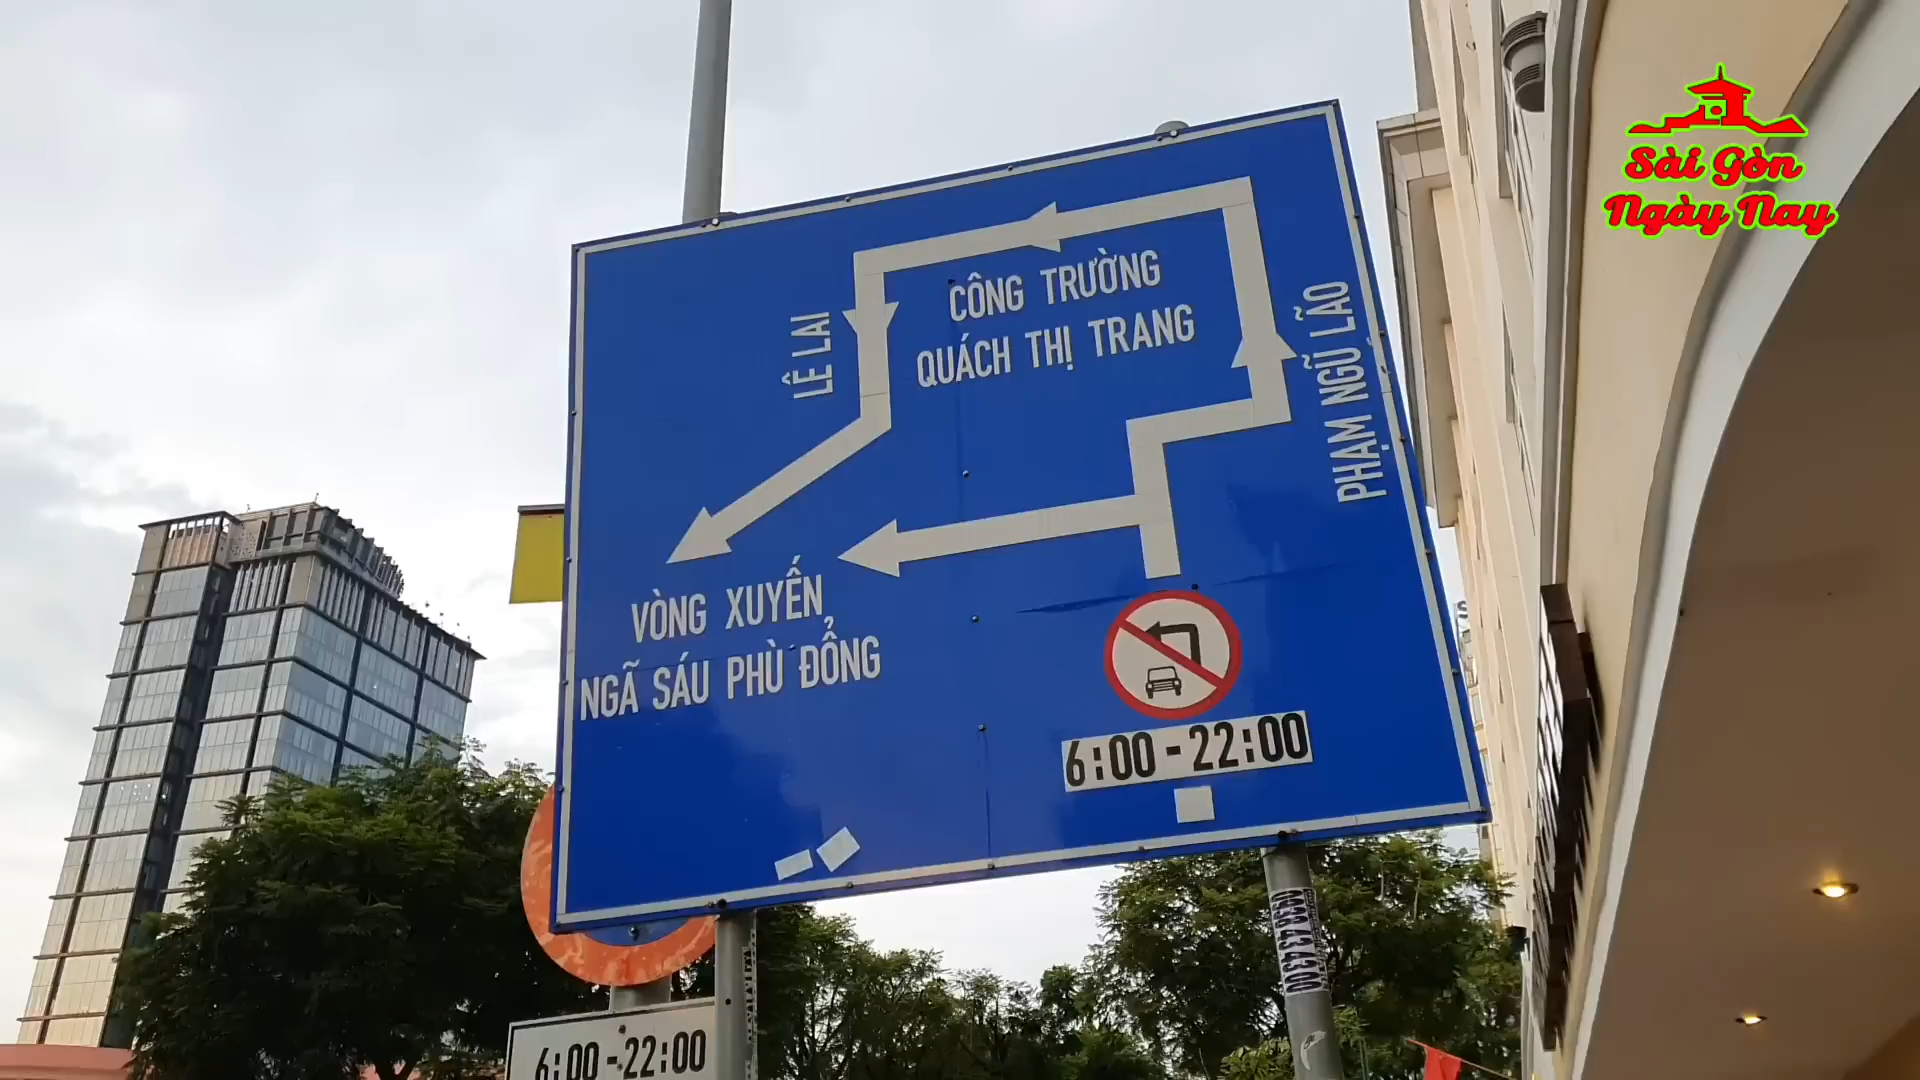 Sài Gòn
Ngày Nay
CÔNG TRƯỜNG
QUÁCH THỊ TRANG
LÊ LAI
PHẠM NGŨ LÃO
VÒNG XUYẾN
NGÃ SÁU PHÙ ĐỔNG
6:00 - 22:00
6:00 - 22:00